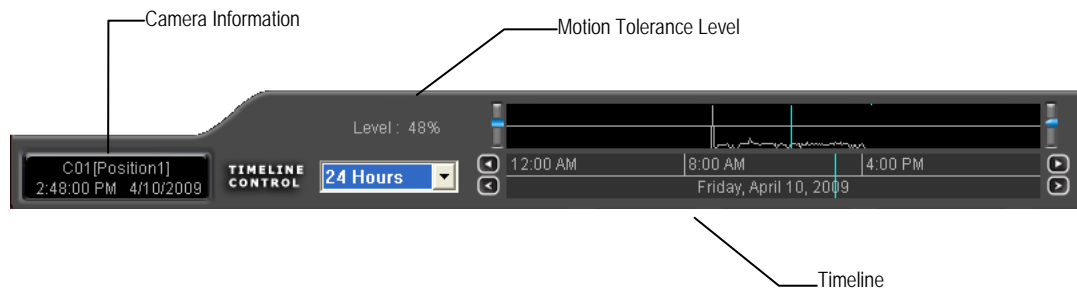 Camera Information
Motion Tolerance Level
Level : 48%
C01[Position1]
2:48:00 PM 4/10/2009
TIMELINE
CONTROL
24 Hours
12:00 AM 8:00 AM 4:00 PM
Friday, April 10, 2009
Timeline